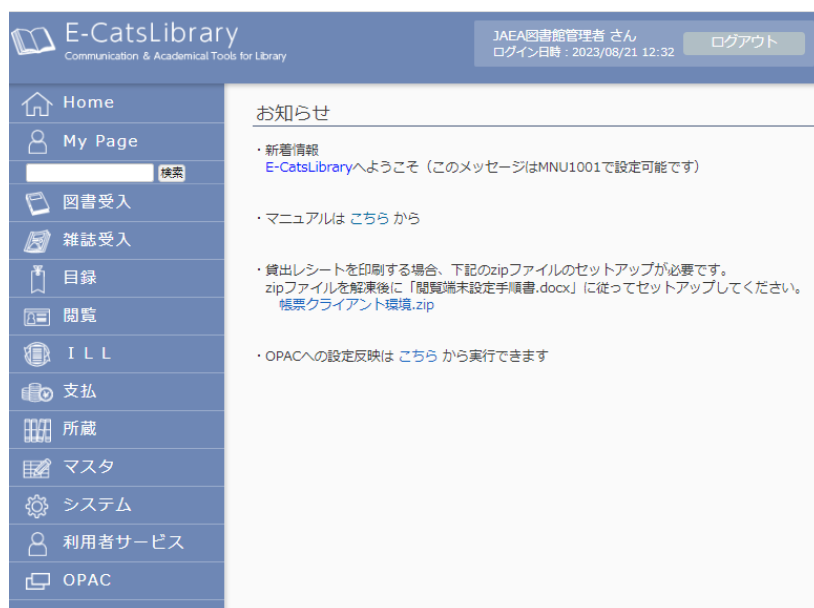 E-CatsLibrary
Communication & Academical Tools for Library
JAEA図書館管理者 さん
ログイン日時 : 2023/08/21 12:32
ログアウト
Home
My Page
検索
図書受入
雑誌受入
目録
閲覧
ＩＬＬ
支払
所蔵
マスタ
システム
利用者サービス
OPAC
お知らせ
・新着情報
E-CatsLibraryへようこそ（このメッセージはMNU1001で設定可能です）
・マニュアルは こちら から
・貸出レシートを印刷する場合、下記のzipファイルのセットアップが必要です。
zipファイルを解凍後に「閲覧端末設定手順書.docx」に従ってセットアップしてください。
帳票クライアント環境.zip
・OPACへの設定反映は こちら から実行できます